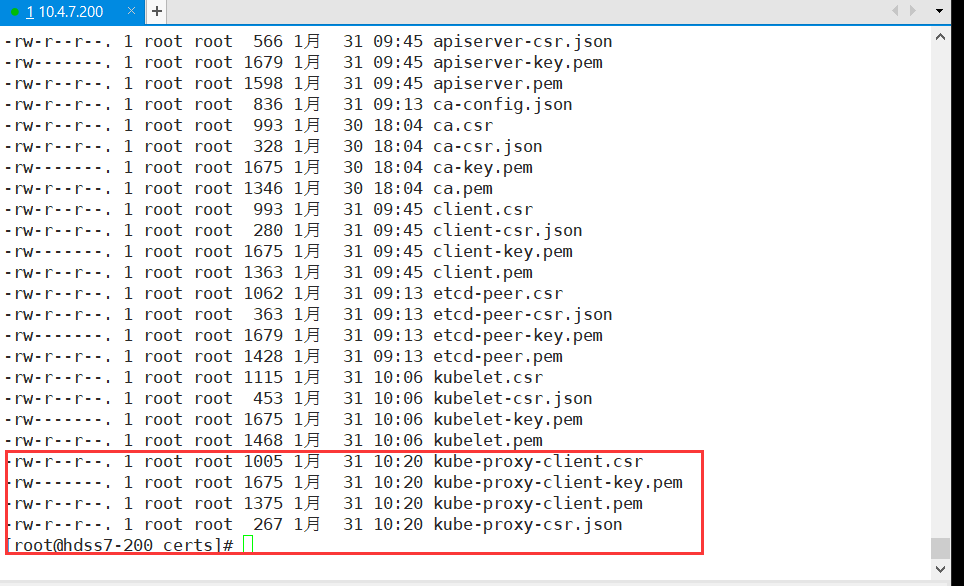 1 10.4.7.200 × +
-rw-r--r--. 1 root root  566 1月  31 09:45 apiserver-csr.json
-rw-------. 1 root root 1679 1月  31 09:45 apiserver-key.pem
-rw-r--r--. 1 root root 1598 1月  31 09:45 apiserver.pem
-rw-r--r--. 1 root root  836 1月  31 09:13 ca-config.json
-rw-r--r--. 1 root root  993 1月  30 18:04 ca.csr
-rw-r--r--. 1 root root  328 1月  30 18:04 ca-csr.json
-rw-------. 1 root root 1675 1月  30 18:04 ca-key.pem
-rw-r--r--. 1 root root 1346 1月  30 18:04 ca.pem
-rw-r--r--. 1 root root  993 1月  31 09:45 client.csr
-rw-r--r--. 1 root root  280 1月  31 09:45 client-csr.json
-rw-------. 1 root root 1675 1月  31 09:45 client-key.pem
-rw-r--r--. 1 root root 1363 1月  31 09:45 client.pem
-rw-r--r--. 1 root root 1062 1月  31 09:13 etcd-peer.csr
-rw-r--r--. 1 root root  363 1月  31 09:13 etcd-peer-csr.json
-rw-------. 1 root root 1679 1月  31 09:13 etcd-peer-key.pem
-rw-r--r--. 1 root root 1428 1月  31 09:13 etcd-peer.pem
-rw-r--r--. 1 root root 1115 1月  31 10:06 kubelet.csr
-rw-r--r--. 1 root root  453 1月  31 10:06 kubelet-csr.json
-rw-------. 1 root root 1675 1月  31 10:06 kubelet-key.pem
-rw-r--r--. 1 root root 1468 1月  31 10:06 kubelet.pem
-rw-r--r--. 1 root root 1005 1月  31 10:20 kube-proxy-client.csr
-rw-------. 1 root root 1675 1月  31 10:20 kube-proxy-client-key.pem
-rw-r--r--. 1 root root 1375 1月  31 10:20 kube-proxy-client.pem
-rw-r--r--. 1 root root  267 1月  31 10:20 kube-proxy-csr.json
[root@hdss7-200 certs]#